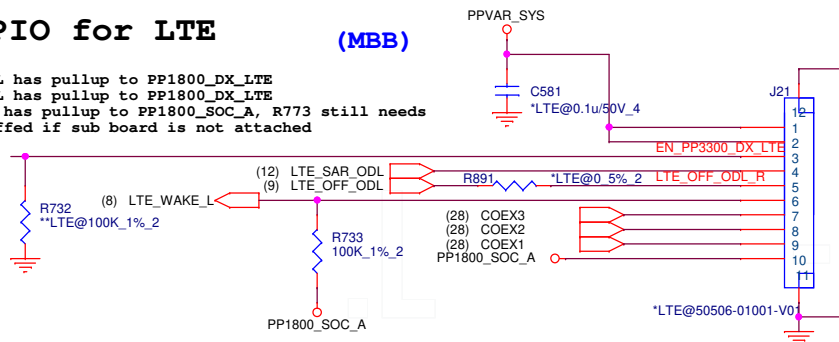 PIO for LTE
(MBB)
L has pullup to PP1800_DX_LTE
L has pullup to PP1800_DX_LTE
has pullup to PP1800_SOC_A, R773 still needs
ffed if sub board is not attached
PPVAR_SYS
C581
*LTE@0.1u/50V_4
J21
12
1
2
EN_PP3300_DX_LTE
3
(12) LTE_SAR_ODL
4
(9) LTE_OFF_ODL
R891
*LTE@0_5%_2
LTE_OFF_ODL_R
5
(8) LTE_WAKE_L
6
R732
**LTE@100K_1%_2
(28) COEX3
7
(28) COEX2
8
(28) COEX1
9
R733
100K_1%_2
PP1800_SOC_A
10
11
*LTE@50506-01001-V01
PP1800_SOC_A